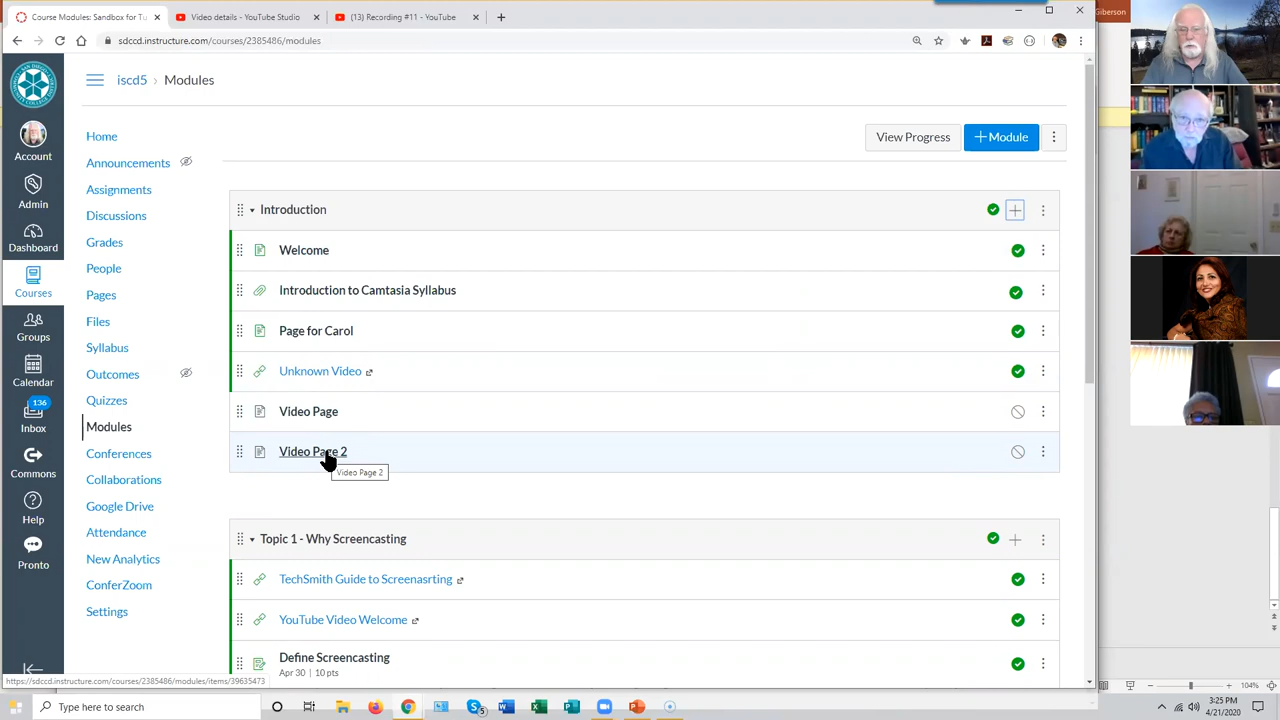 Course Modules: Sandbox for Tu
Video details - YouTube Studio
(13) Recording #11 - YouTube
Giberson
sdccd.instructure.com/courses/2385486/modules
iscd5 › Modules
Home
Announcements
Assignments
Discussions
Grades
People
Pages
Files
Syllabus
Outcomes
Quizzes
Modules
Conferences
Collaborations
Google Drive
Attendance
New Analytics
ConferZoom
Settings
Account
Admin
Dashboard
Courses
Groups
Calendar
136
Inbox
Commons
Help
Pronto
View Progress
+ Module
Introduction
Welcome
Introduction to Camtasia Syllabus
Page for Carol
Unknown Video
Video Page
Video Page 2
Video Page 2
Topic 1 - Why Screencasting
TechSmith Guide to Screenasrting
YouTube Video Welcome
Define Screencasting
Apr 30 | 10 pts
https://sdccd.instructure.com/courses/2385486/modules/items/39635473
104%
Type here to search
3:25 PM
4/21/2020